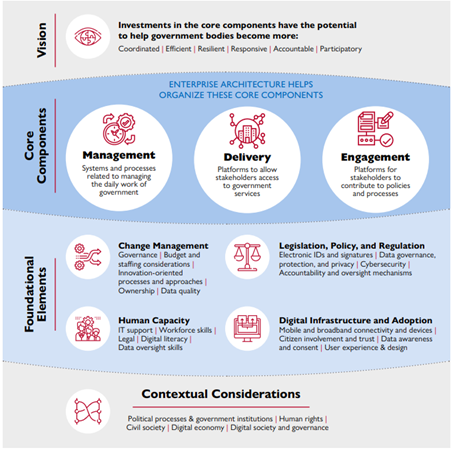 Vision
Investments in the core components have the potential
to help government bodies become more:
Coordinated | Efficient | Resilient | Responsive | Accountable | Participatory
Core
Components
ENTERPRISE ARCHITECTURE HELPS
ORGANIZE THESE CORE COMPONENTS
Management
Systems and processes
related to managing
the daily work of
government
Delivery
Platforms to allow
stakeholders access
to government
services
Engagement
Platforms for
stakeholders to
contribute to policies
and processes
Foundational
Elements
Change Management
Governance | Budget and
staffing considerations |
Innovation-oriented
processes and approaches |
Ownership | Data quality
Legislation, Policy, and Regulation
Electronic IDs and signatures | Data governance,
protection, and privacy | Cybersecurity |
Accountability and oversight mechanisms
Human Capacity
IT support | Workforce skills |
Legal | Digital literacy |
Data oversight skills
Digital Infrastructure and Adoption
Mobile and broadband connectivity and devices |
Citizen involvement and trust | Data awareness
and consent | User experience & design
Contextual Considerations
Political processes & government institutions | Human rights |
Civil society | Digital economy | Digital society and governance